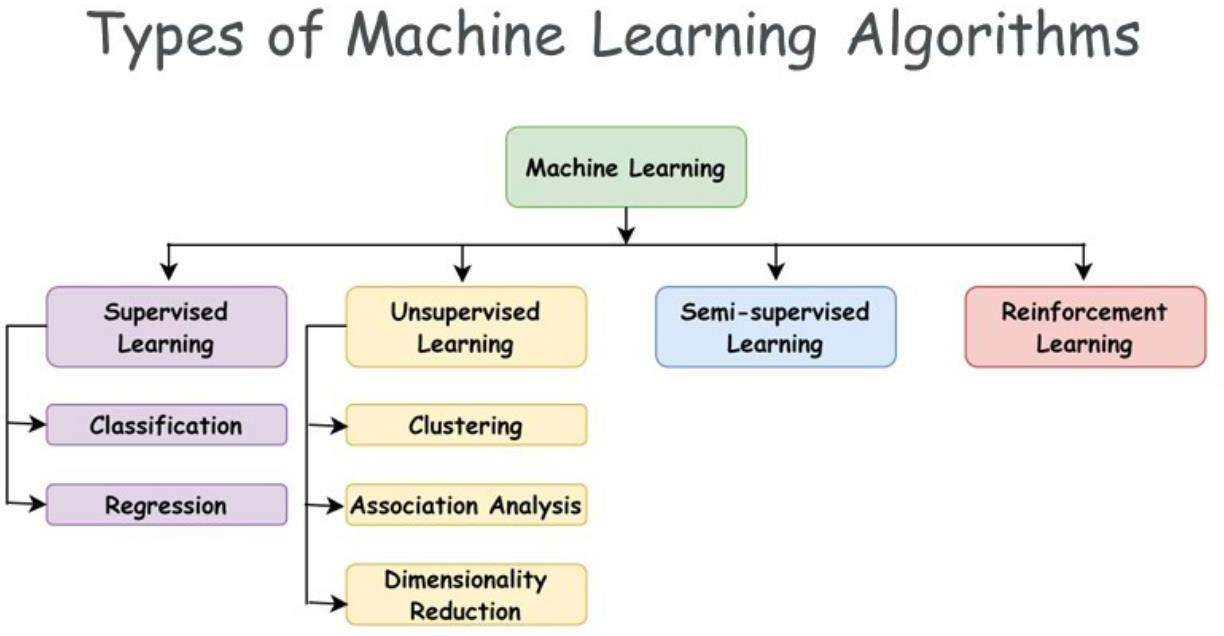 Types of Machine Learning Algorithms
Machine Learning
Supervised
Learning
Unsupervised
Learning
Semi-supervised
Learning
Reinforcement
Learning
Classification
Clustering
Regression
Association Analysis
Dimensionality
Reduction